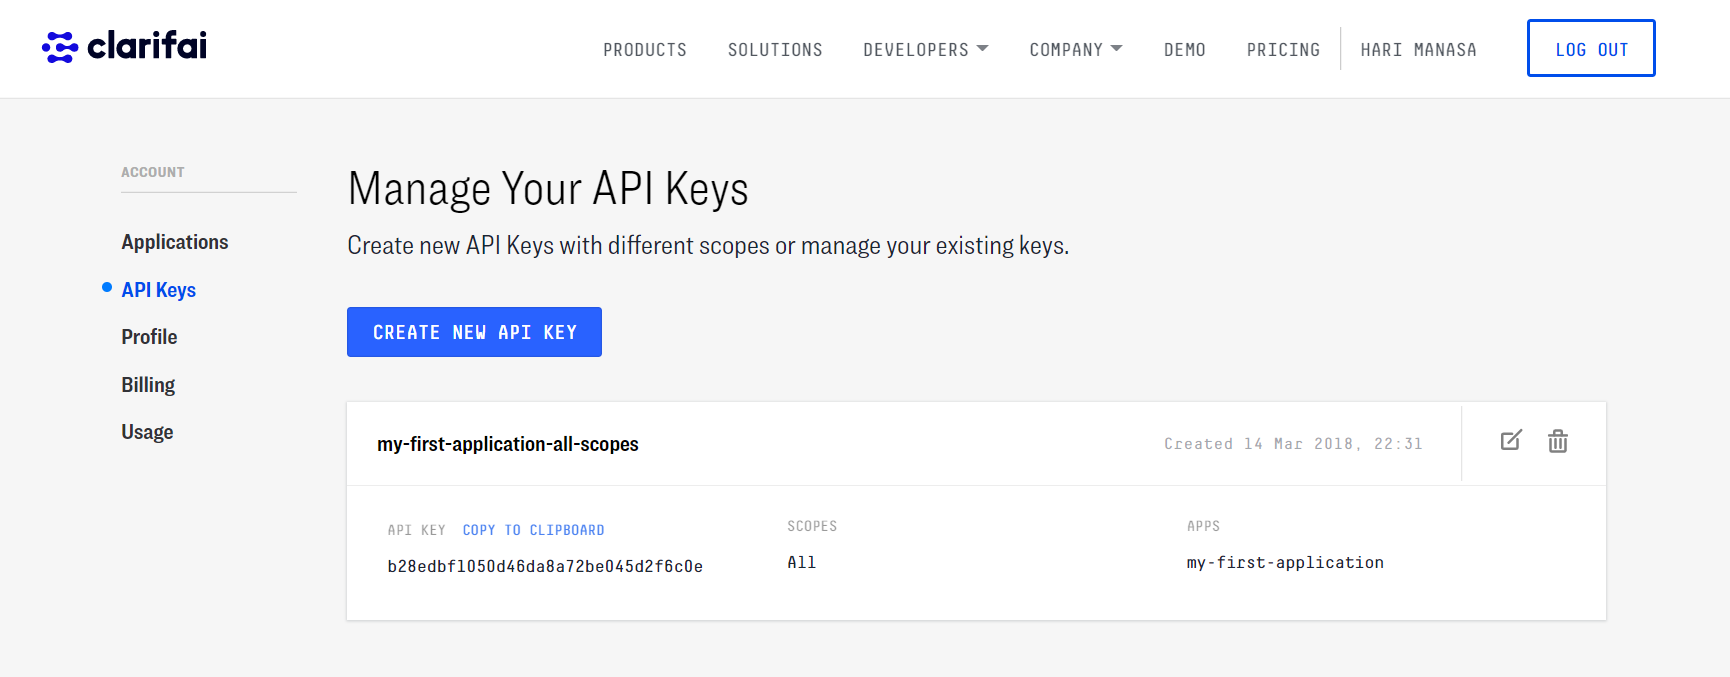 clarifai
PRODUCTS SOLUTIONS DEVELOPERS COMPANY DEMO PRICING HARI MANASA LOG OUT
ACCOUNT
Applications
API Keys
Profile
Billing
Usage
Manage Your API Keys
Create new API Keys with different scopes or manage your existing keys.
CREATE NEW API KEY
my-first-application-all-scopes Created 14 Mar 2018, 22:31
API KEY COPY TO CLIPBOARD SCOPES APPS
b28edbf1050d46da8a72be045d2f6c0e All my-first-application